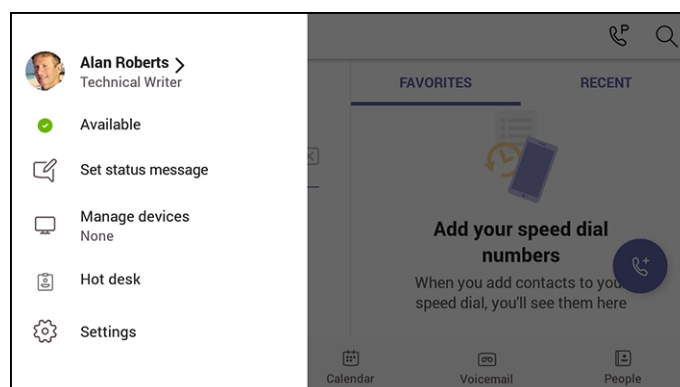 Alan Roberts
Technical Writer
Available
Set status message
Manage devices
None
Hot desk
Settings
P
FAVORITES
RECENT
Add your speed dial
numbers
When you add contacts to you
speed dial, you'll see them here
Calendar
Voicemail
People